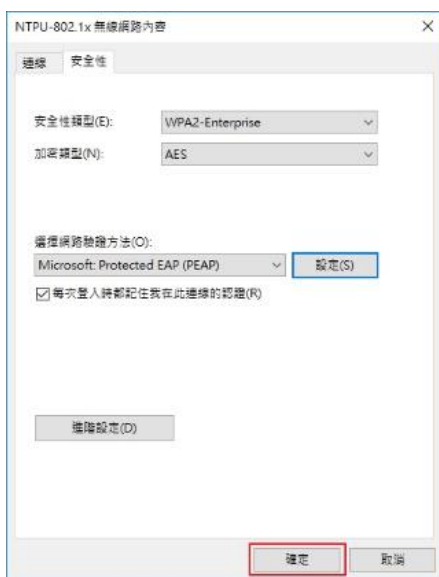 NTPU-802.1x 無線網路內容
連線 安全性
安全性類型(E): WPA2-Enterprise
加密類型(N): AES
選擇網路驗證方法(O):
Microsoft: Protected EAP (PEAP) 設定(S)
每次登入時都記住我在此連線的認證(R)
進階設定(D)
確定 取消